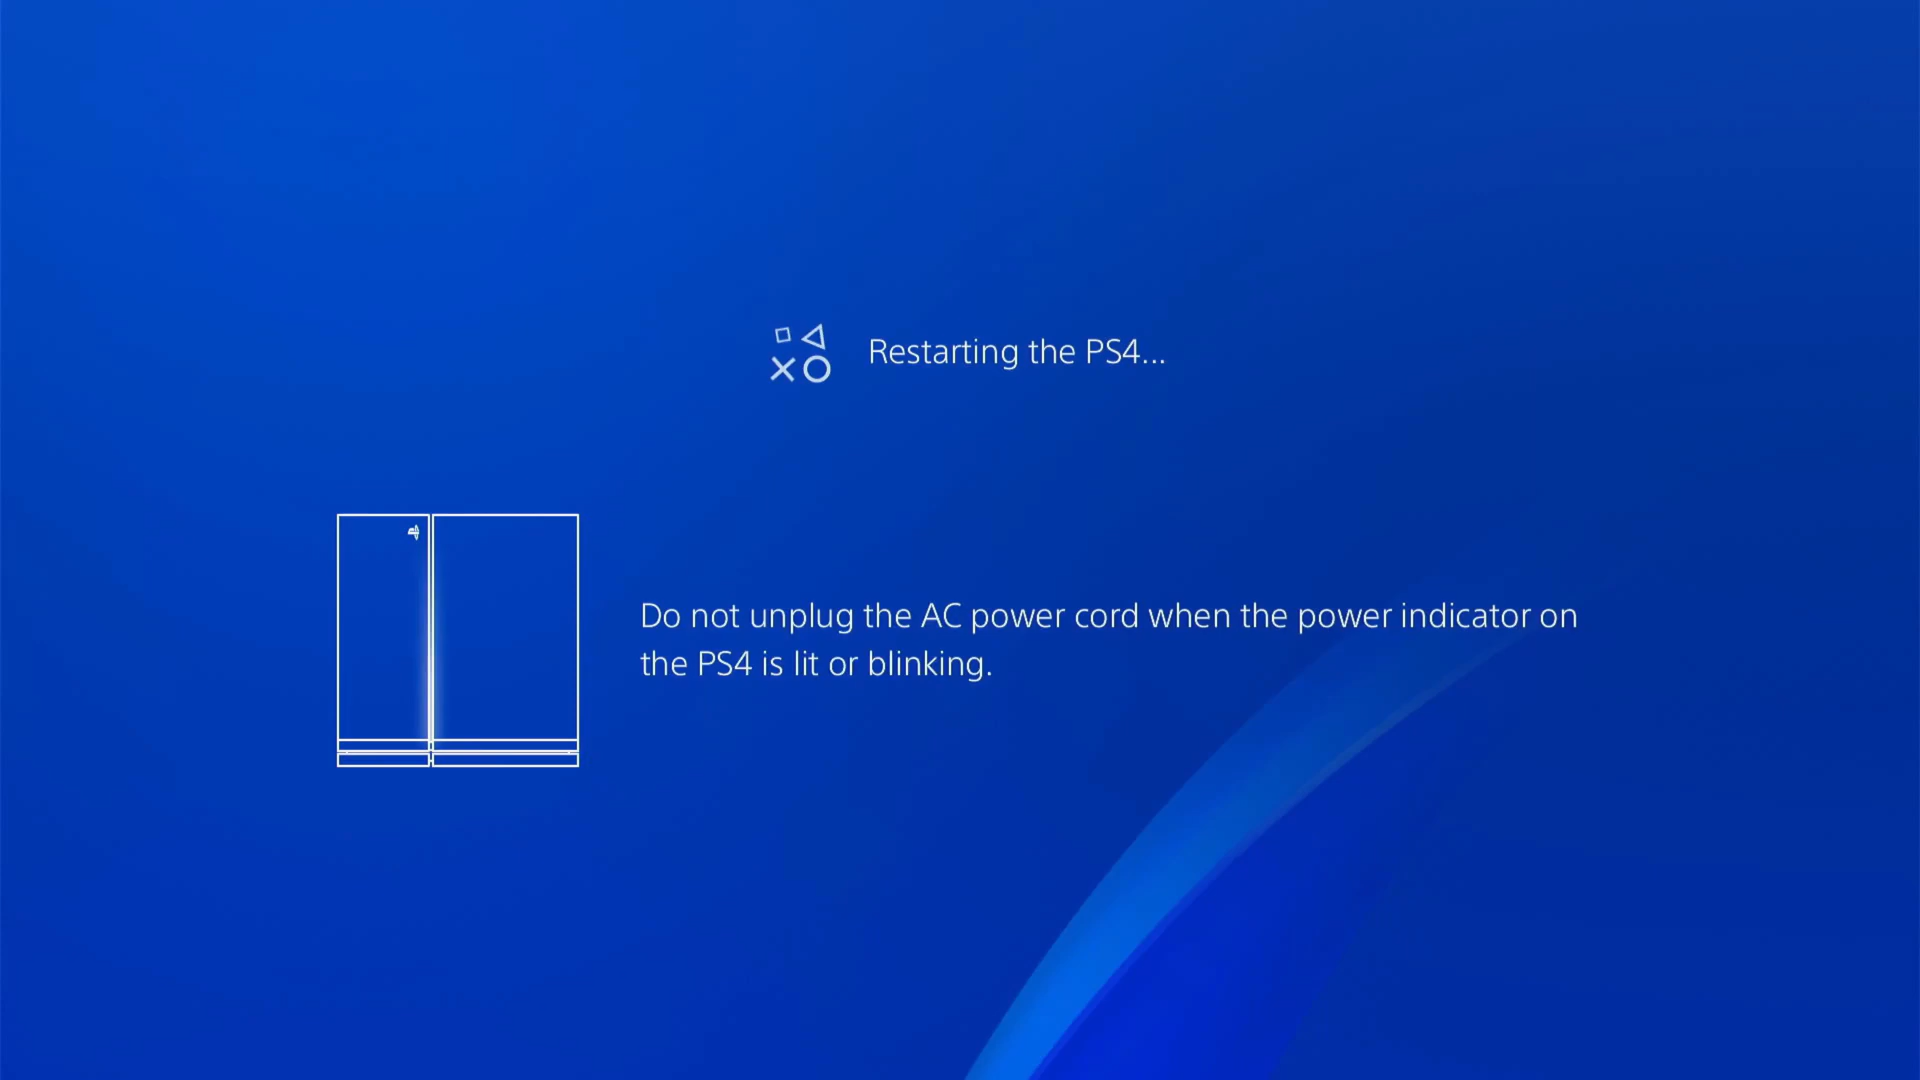 Restarting the PS4...
Do not unplug the AC power cord when the power indicator on
the PS4 is lit or blinking.